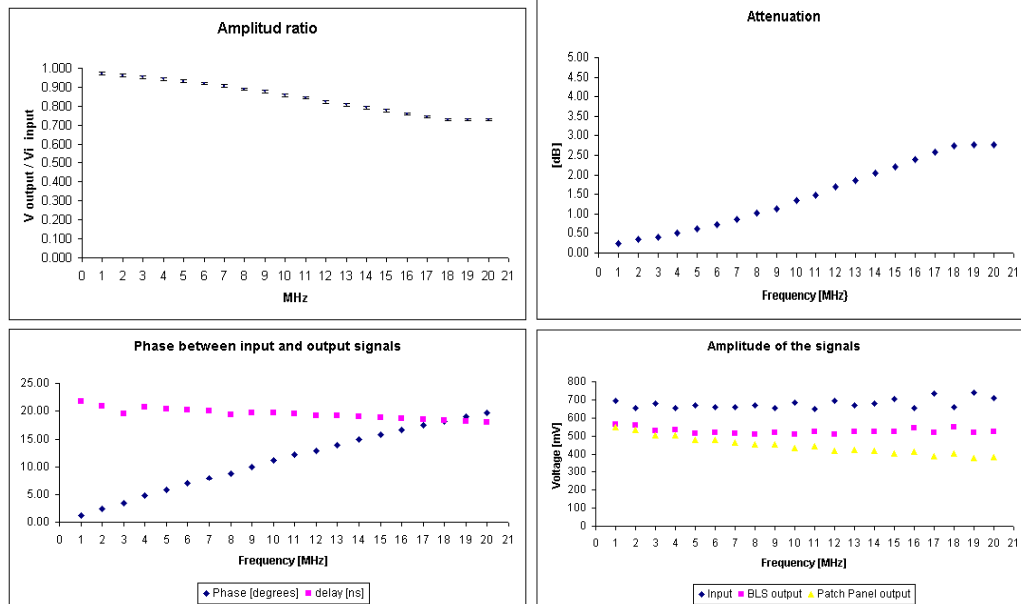 Amplitud ratio
V output / Vi input
1.000
0.900
0.800
0.700
0.600
0.500
0.400
0.300
0.200
0.100
0.000
0 1 2 3 4 5 6 7 8 9 10 11 12 13 14 15 16 17 18 19 20 21
MHz
Attenuation
[dB]
5.00
4.50
4.00
3.50
3.00
2.50
2.00
1.50
1.00
0.50
0.00
0 1 2 3 4 5 6 7 8 9 10 11 12 13 14 15 16 17 18 19 20 21
Frequency [MHz}
Phase between input and output signals
25.00
20.00
15.00
10.00
5.00
0.00
0 1 2 3 4 5 6 7 8 9 10 11 12 13 14 15 16 17 18 19 20 21
Frequency [MHz]
Phase [degrees] delay [ns]
Amplitude of the signals
Voltage [mV]
800
700
600
500
400
300
200
100
0
0 1 2 3 4 5 6 7 8 9 10 11 12 13 14 15 16 17 18 19 20 21
Frequency [MHz]
Input BLS output Patch Panel output